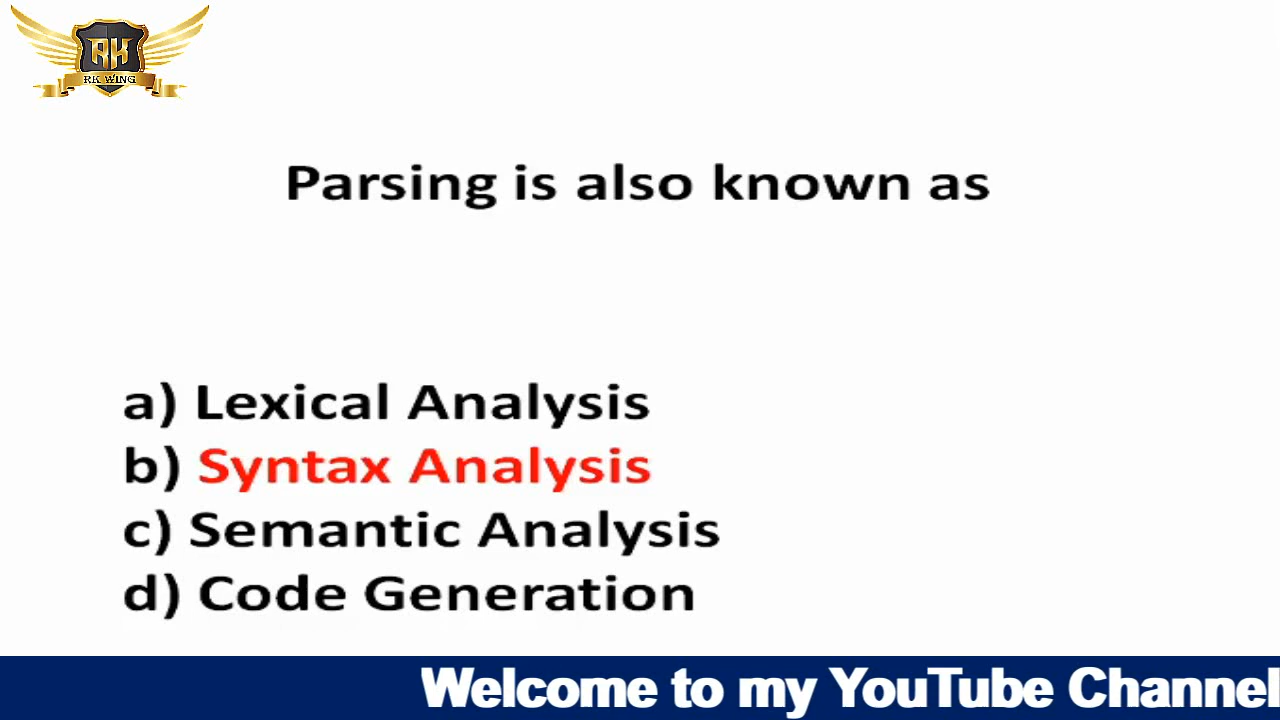 RK
RK WING
Parsing is also known as
a) Lexical Analysis
b) Syntax Analysis
c) Semantic Analysis
d) Code Generation
Welcome to my YouTube Channel